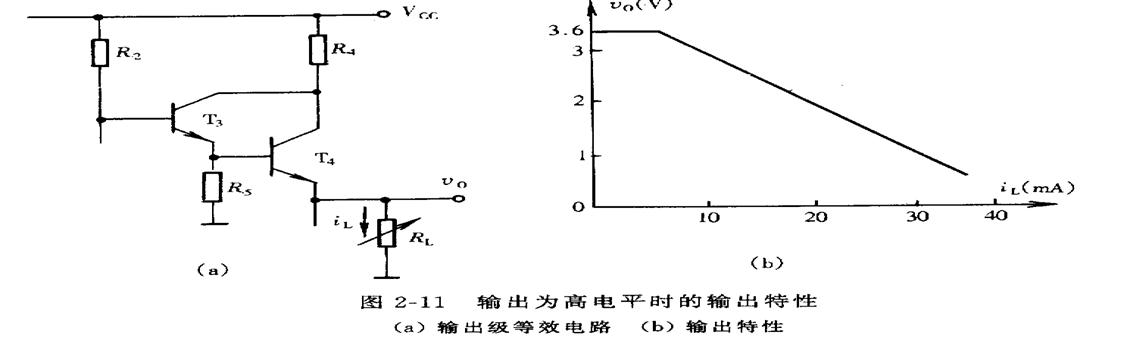 V_CC
R₂
R₄
T₃
T₄
R₅
v_O
i_L
R_L
(a)
v_O(V)
3.6
3
2
1
0
10
20
30
40
i_L(mA)
(b)
图 2-11 输出为高电平时的输出特性
(a) 输出级等效电路 (b) 输出特性